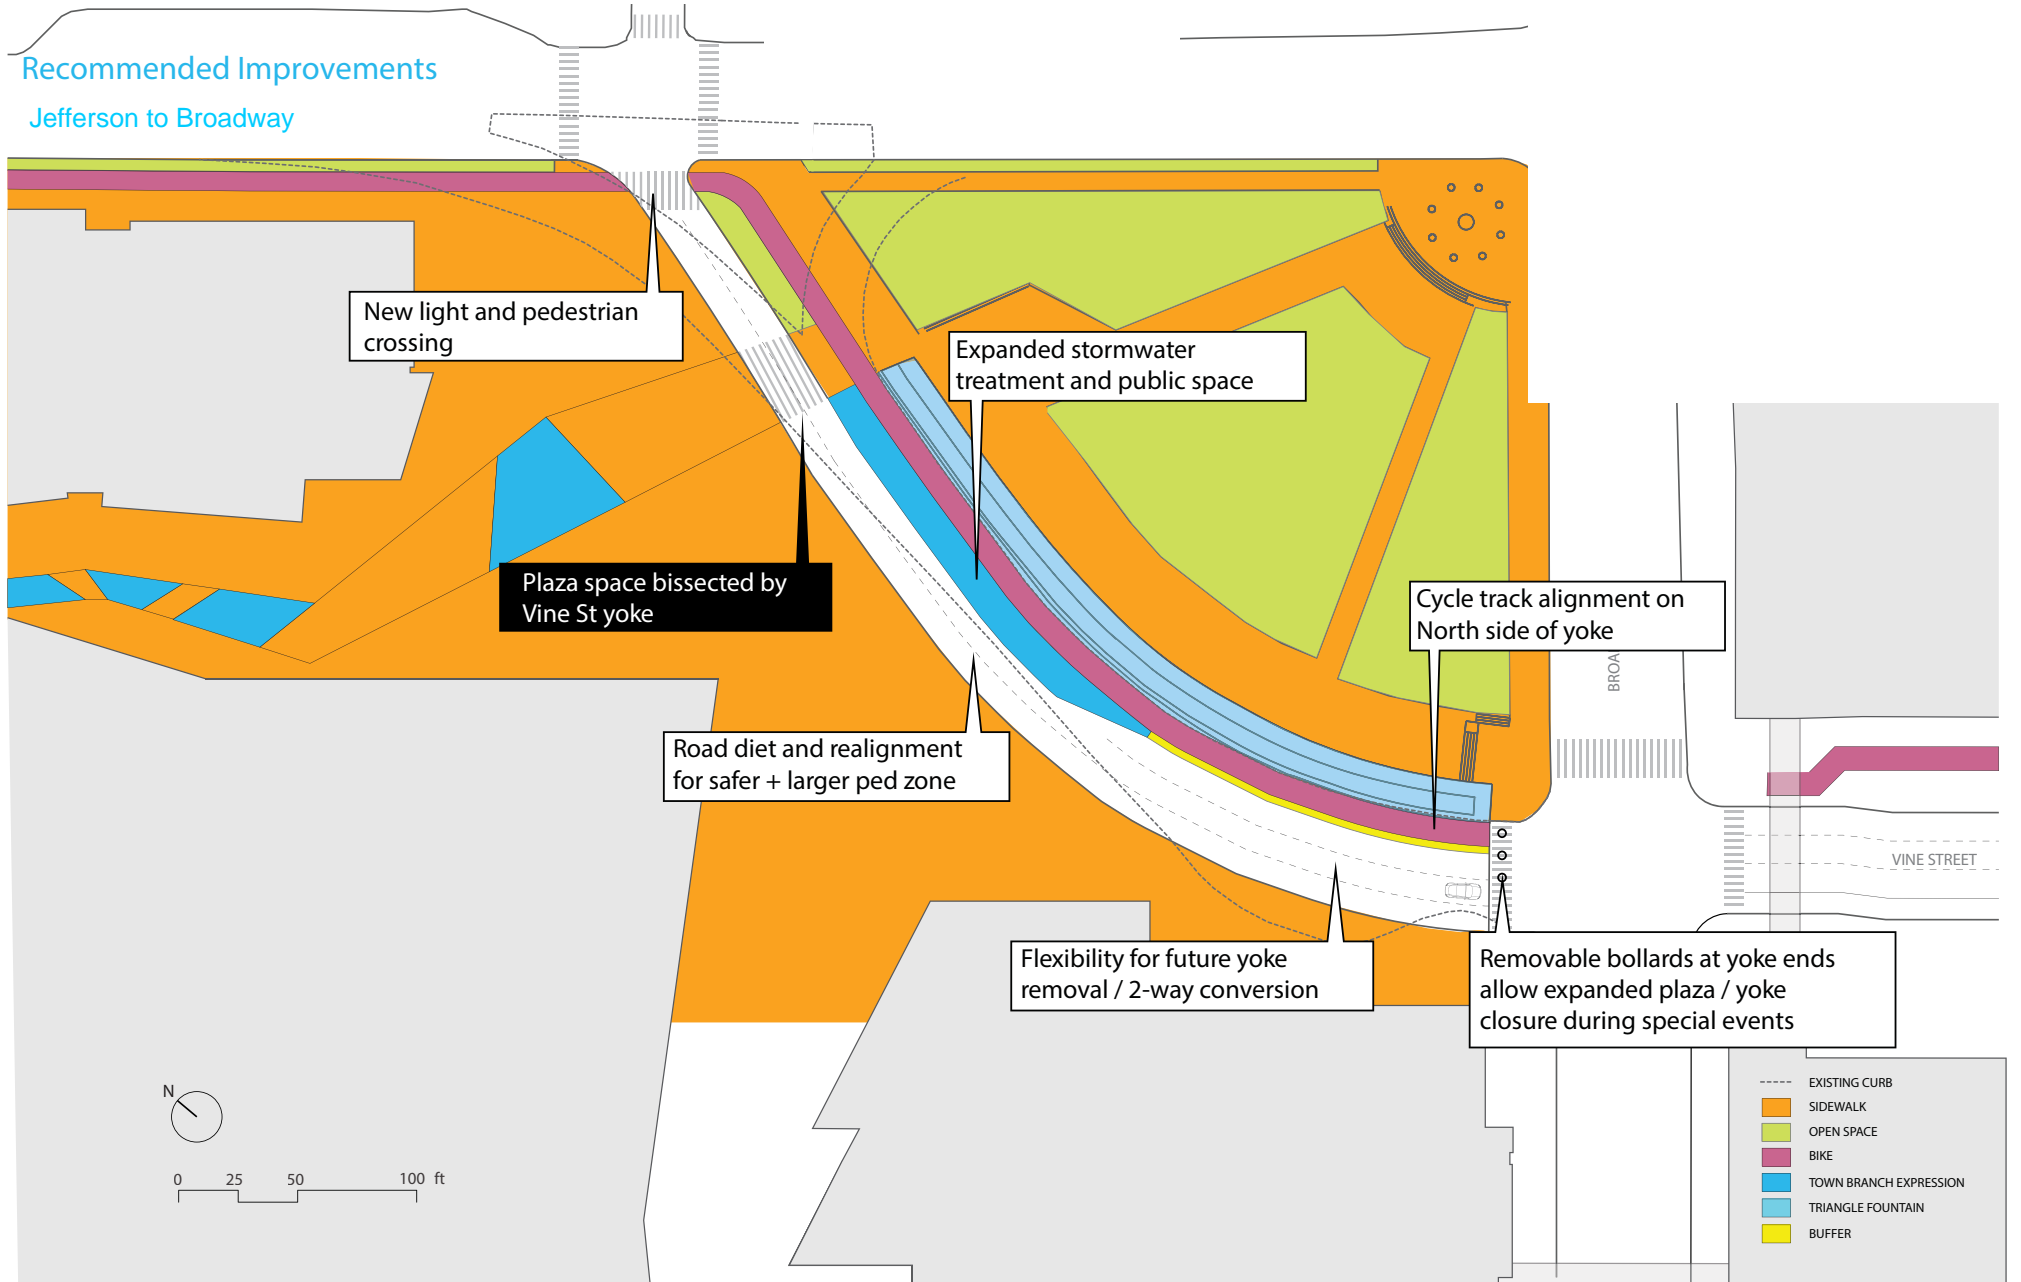 Recommended Improvements
Jefferson to Broadway
New light and pedestrian
crossing
Expanded stormwater
treatment and public space
Plaza space bissected by
Vine St yoke
Cycle track alignment on
North side of yoke
BROA
Road diet and realignment
for safer + larger ped zone
VINE STREET
Flexibility for future yoke
removal / 2-way conversion
Removable bollards at yoke ends
allow expanded plaza / yoke
closure during special events
N
0 25 50 100 ft
EXISTING CURB
SIDEWALK
OPEN SPACE
BIKE
TOWN BRANCH EXPRESSION
TRIANGLE FOUNTAIN
BUFFER